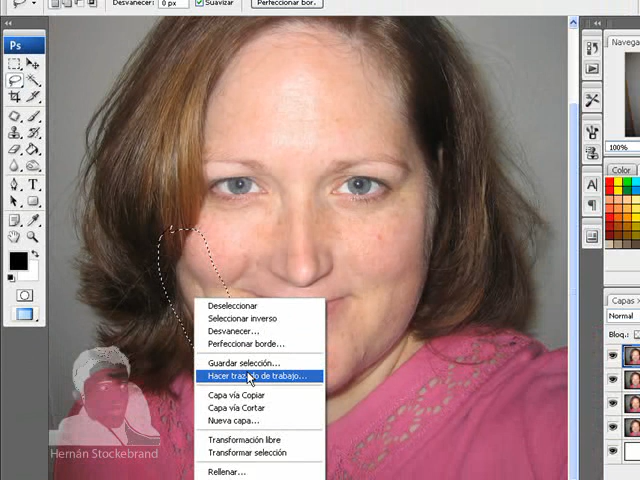 Desvanecer:
0 px
Suavizar
Perfeccionar bor.
Ps
Navega
100%
Color
Deseleccionar
Seleccionar inverso
Desvanecer...
Perfeccionar borde...
Guardar selección...
Hacer trazado de trabajo...
Capa vía Copiar
Capa vía Cortar
Nueva capa...
Transformación libre
Transformar selección
Rellenar...
Capas
Normal
Bloq.:
Hernán Stockebrand